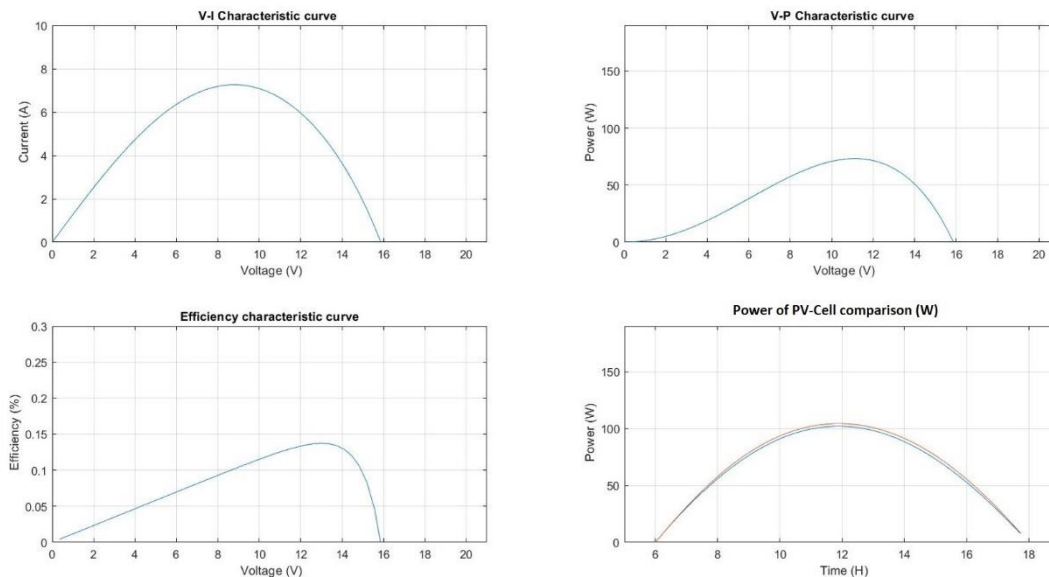 V-I Characteristic curve
10
8
6
4
2
0
Current (A)
0 2 4 6 8 10 12 14 16 18 20
Voltage (V)
V-P Characteristic curve
150
100
50
0
Power (W)
0 2 4 6 8 10 12 14 16 18 20
Voltage (V)
Efficiency characteristic curve
0.3
0.25
0.2
0.15
0.1
0.05
0
Efficiency (%)
0 2 4 6 8 10 12 14 16 18 20
Voltage (V)
Power of PV-Cell comparison (W)
150
100
50
0
Power (W)
6 8 10 12 14 16 18
Time (H)